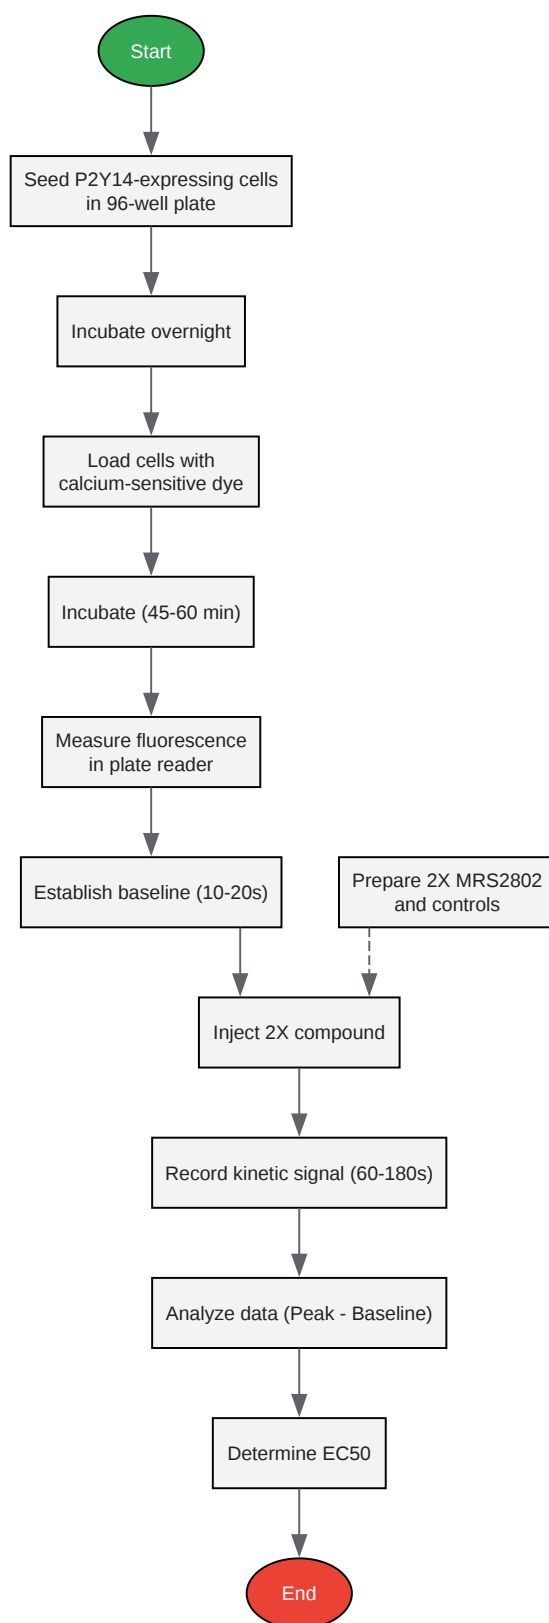 Start
Seed P2Y14-expressing cells
in 96-well plate
Incubate overnight
Load cells with
calcium-sensitive dye
Incubate (45-60 min)
Measure fluorescence
in plate reader
Establish baseline (10-20s)
Prepare 2X MRS2802
and controls
Inject 2X compound
Record kinetic signal (60-180s)
Analyze data (Peak - Baseline)
Determine EC50
End